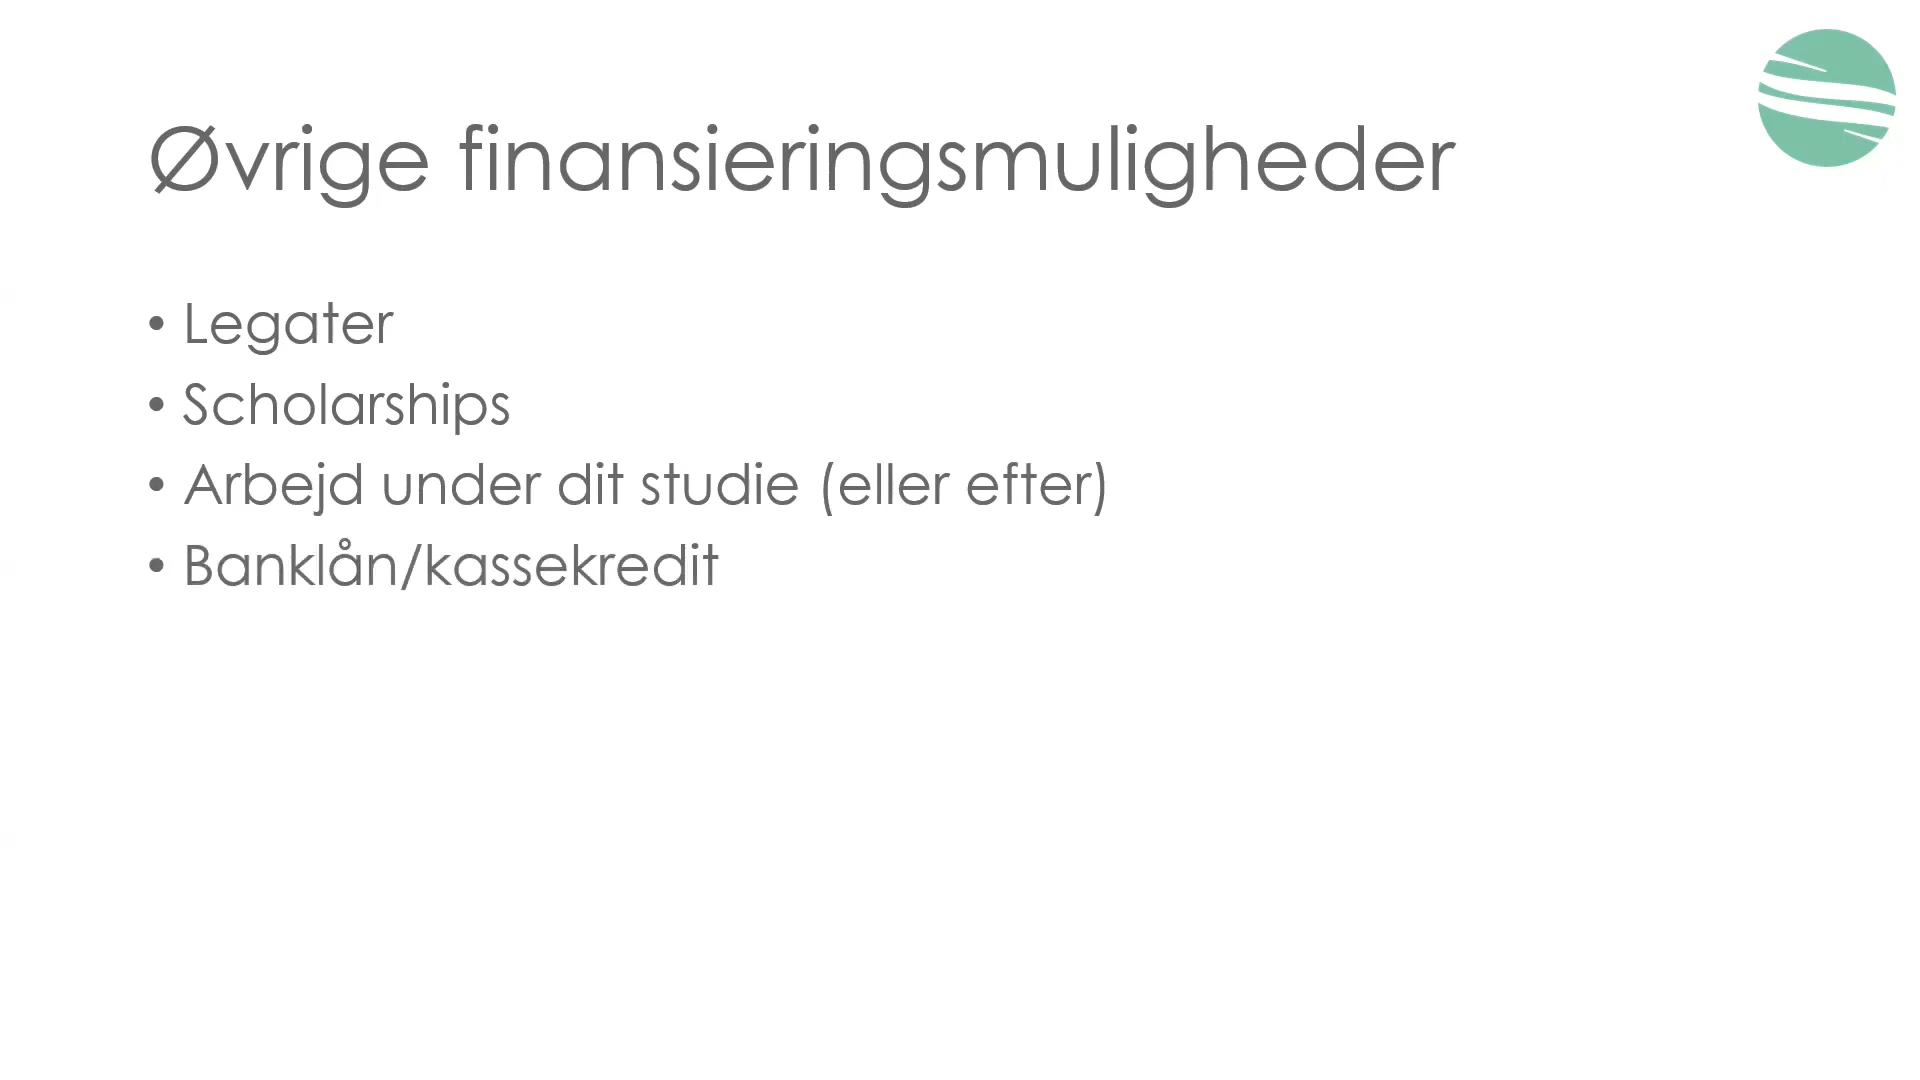 Øvrige finansieringsmuligheder
• Legater
• Scholarships
• Arbejd under dit studie (eller efter)
• Banklån/kassekredit